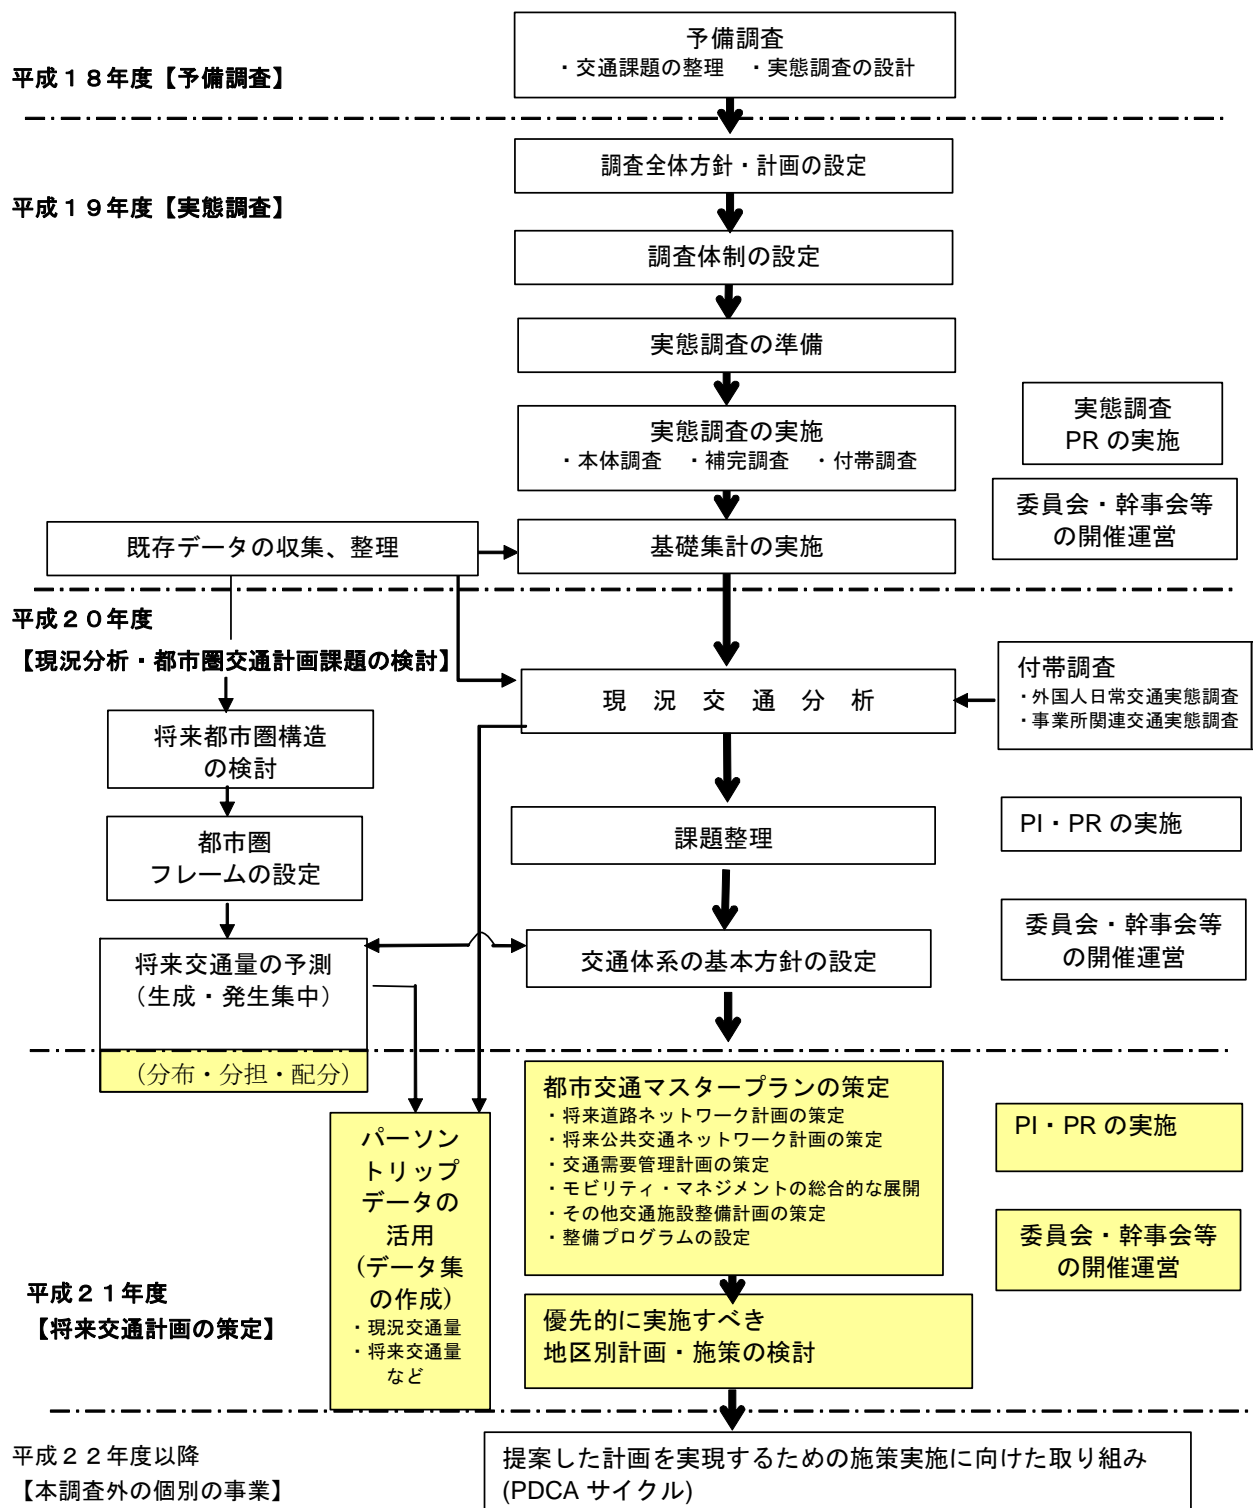 予備調査
・交通課題の整理　・実態調査の設計
平成１８年度【予備調査】
調査全体方針・計画の設定
平成１９年度【実態調査】
調査体制の設定
実態調査の準備
実態調査の実施
・本体調査　・補完調査　・付帯調査
実態調査
PR の実施
委員会・幹事会等
の開催運営
既存データの収集、整理
基礎集計の実施
平成２０年度
【現況分析・都市圏交通計画課題の検討】
現　況　交　通　分　析
付帯調査
・外国人日常交通実態調査
・事業所関連交通実態調査
将来都市圏構造
の検討
都市圏
フレームの設定
課題整理
PI・PR の実施
将来交通量の予測
（生成・発生集中）
（分布・分担・配分）
交通体系の基本方針の設定
委員会・幹事会等
の開催運営
都市交通マスタープランの策定
・将来道路ネットワーク計画の策定
・将来公共交通ネットワーク計画の策定
・交通需要管理計画の策定
・モビリティ・マネジメントの総合的な展開
・その他交通施設整備計画の策定
・整備プログラムの設定
PI・PR の実施
委員会・幹事会等
の開催運営
パーソン
トリップ
データの
活用
(データ集
の作成)
・現況交通量
・将来交通量
など
平成２１年度
【将来交通計画の策定】
優先的に実施すべき
地区別計画・施策の検討
平成２２年度以降
【本調査外の個別の事業】
提案した計画を実現するための施策実施に向けた取り組み
(PDCA サイクル)